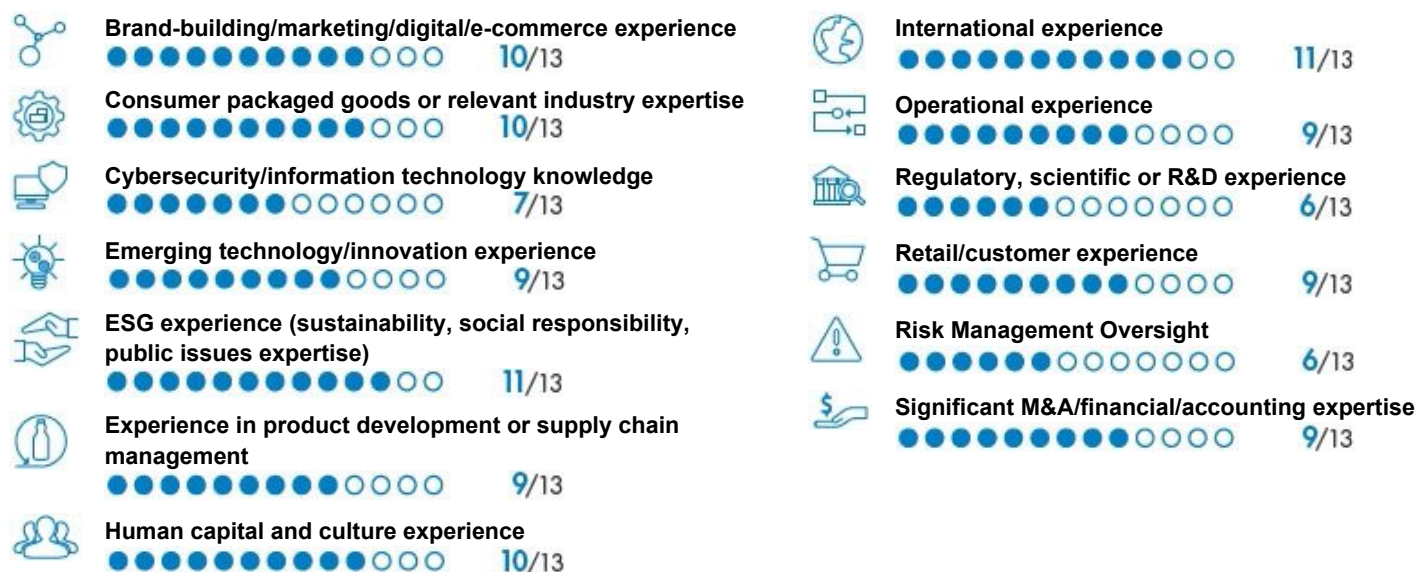 Brand-building/marketing/digital/e-commerce experience
10/13
Consumer packaged goods or relevant industry expertise
10/13
Cybersecurity/information technology knowledge
7/13
Emerging technology/innovation experience
9/13
ESG experience (sustainability, social responsibility,
public issues expertise)
11/13
Experience in product development or supply chain
management
9/13
Human capital and culture experience
10/13
International experience
11/13
Operational experience
9/13
Regulatory, scientific or R&D experience
6/13
Retail/customer experience
9/13
Risk Management Oversight
6/13
$
Significant M&A/financial/accounting expertise
9/13